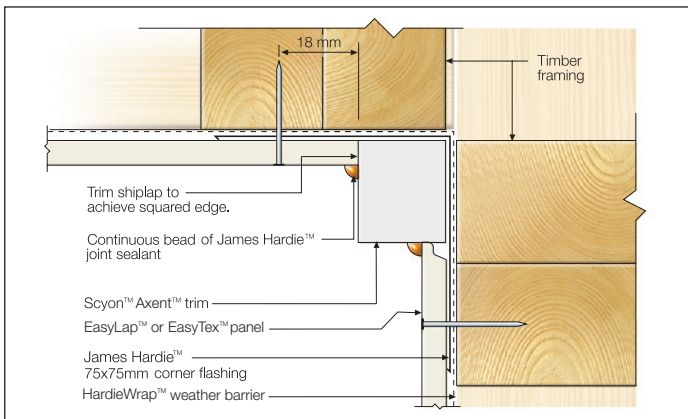 18 mm
Timber
framing
Trim shiplap to
achieve squared edge.
Continuous bead of James Hardie™
joint sealant
Scyon™ Axent™ trim
EasyLap™ or EasyTex™ panel
James Hardie™
75x75mm corner flashing
HardieWrap™ weather barrier